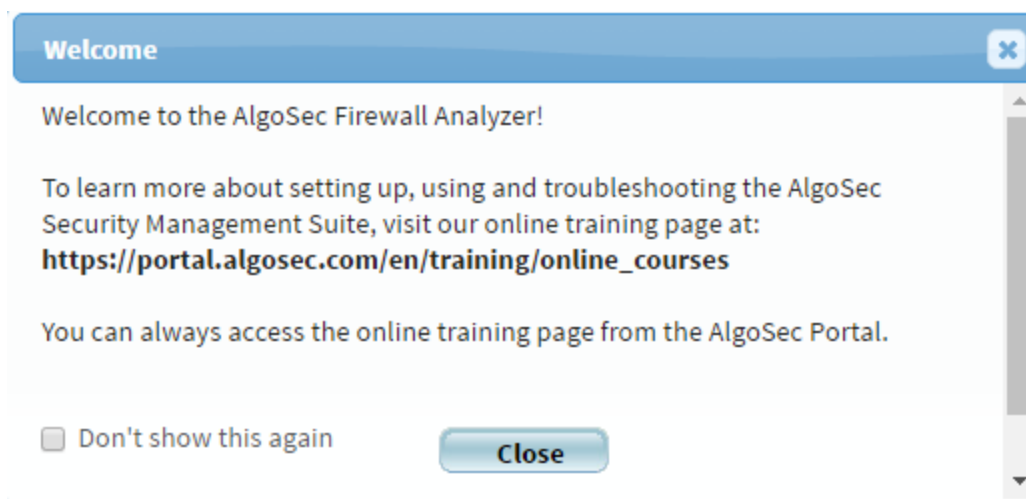 Welcome
Welcome to the AlgoSec Firewall Analyzer!
To learn more about setting up, using and troubleshooting the AlgoSec
Security Management Suite, visit our online training page at:
https://portal.algosec.com/en/training/online_courses
You can always access the online training page from the AlgoSec Portal.
Don't show this again
Close